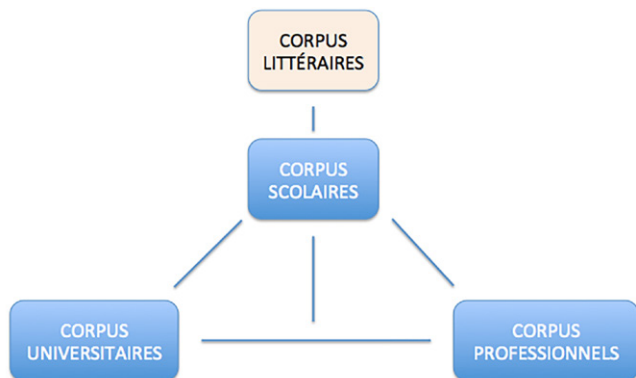 CORPUS
LITTÉRAIRES
CORPUS
SCOLAIRES
CORPUS
UNIVERSITAIRES
CORPUS
PROFESSIONNELS